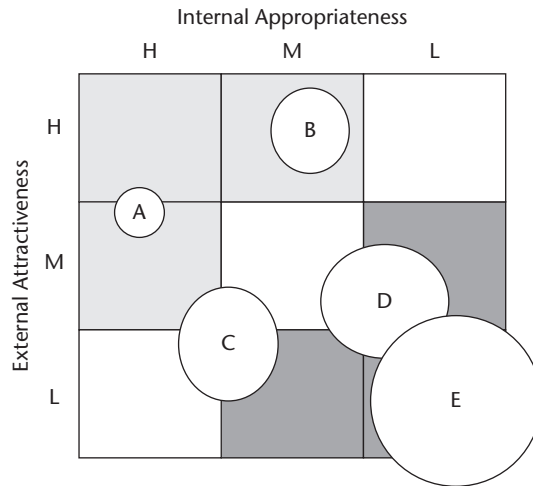 Internal Appropriateness
H M L
H
B
A
External Attractiveness
M
D
C
L
E